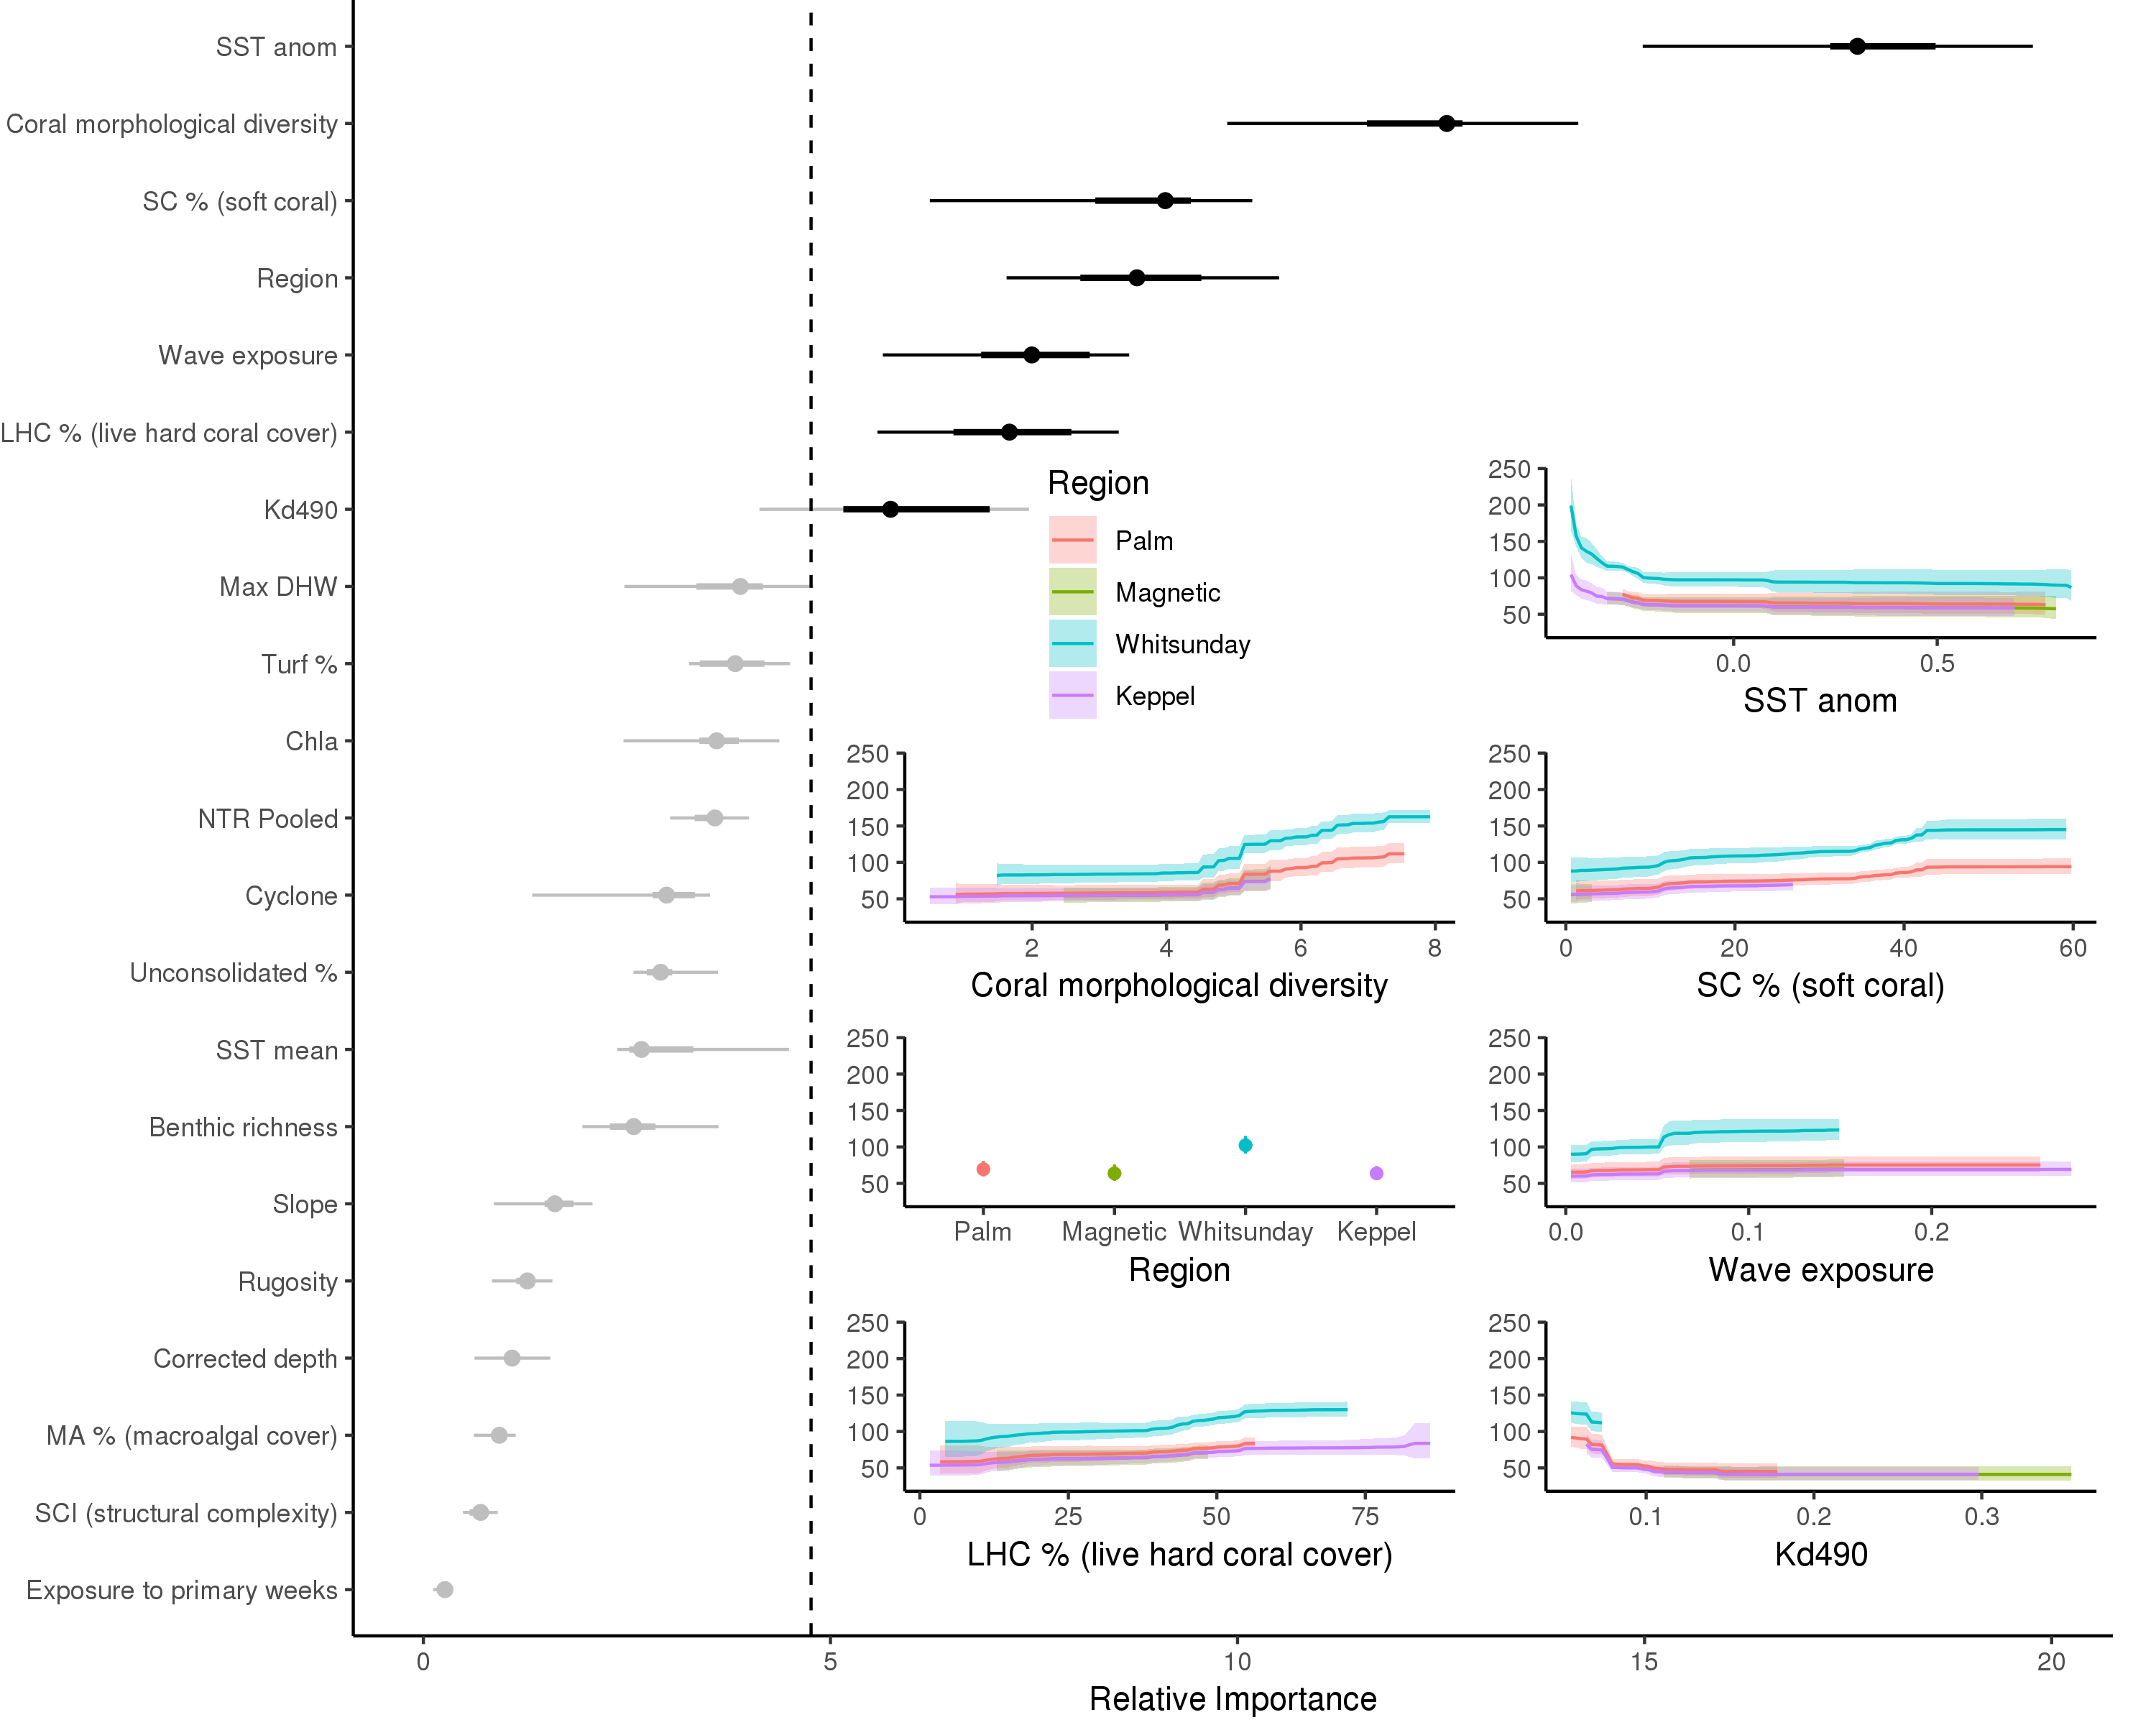 SST anom
Coral morphological diversity
SC % (soft coral)
Region
Wave exposure
LHC % (live hard coral cover)
Kd490
Max DHW
Turf %
Chla
NTR Pooled
Cyclone
Unconsolidated %
SST mean
Benthic richness
Slope
Rugosity
Corrected depth
MA % (macroalgal cover)
SCI (structural complexity)
Exposure to primary weeks
0 5 10 15 20
Relative Importance
Region
Palm
Magnetic
Whitsunday
Keppel
250
200
150
100
50
0.0 0.5
SST anom
250
200
150
100
50
2 4 6 8
Coral morphological diversity
250
200
150
100
50
0 20 40 60
SC % (soft coral)
250
200
150
100
50
Palm Magnetic Whitsunday Keppel
Region
250
200
150
100
50
0.0 0.1 0.2
Wave exposure
250
200
150
100
50
0 25 50 75
LHC % (live hard coral cover)
250
200
150
100
50
0.1 0.2 0.3
Kd490